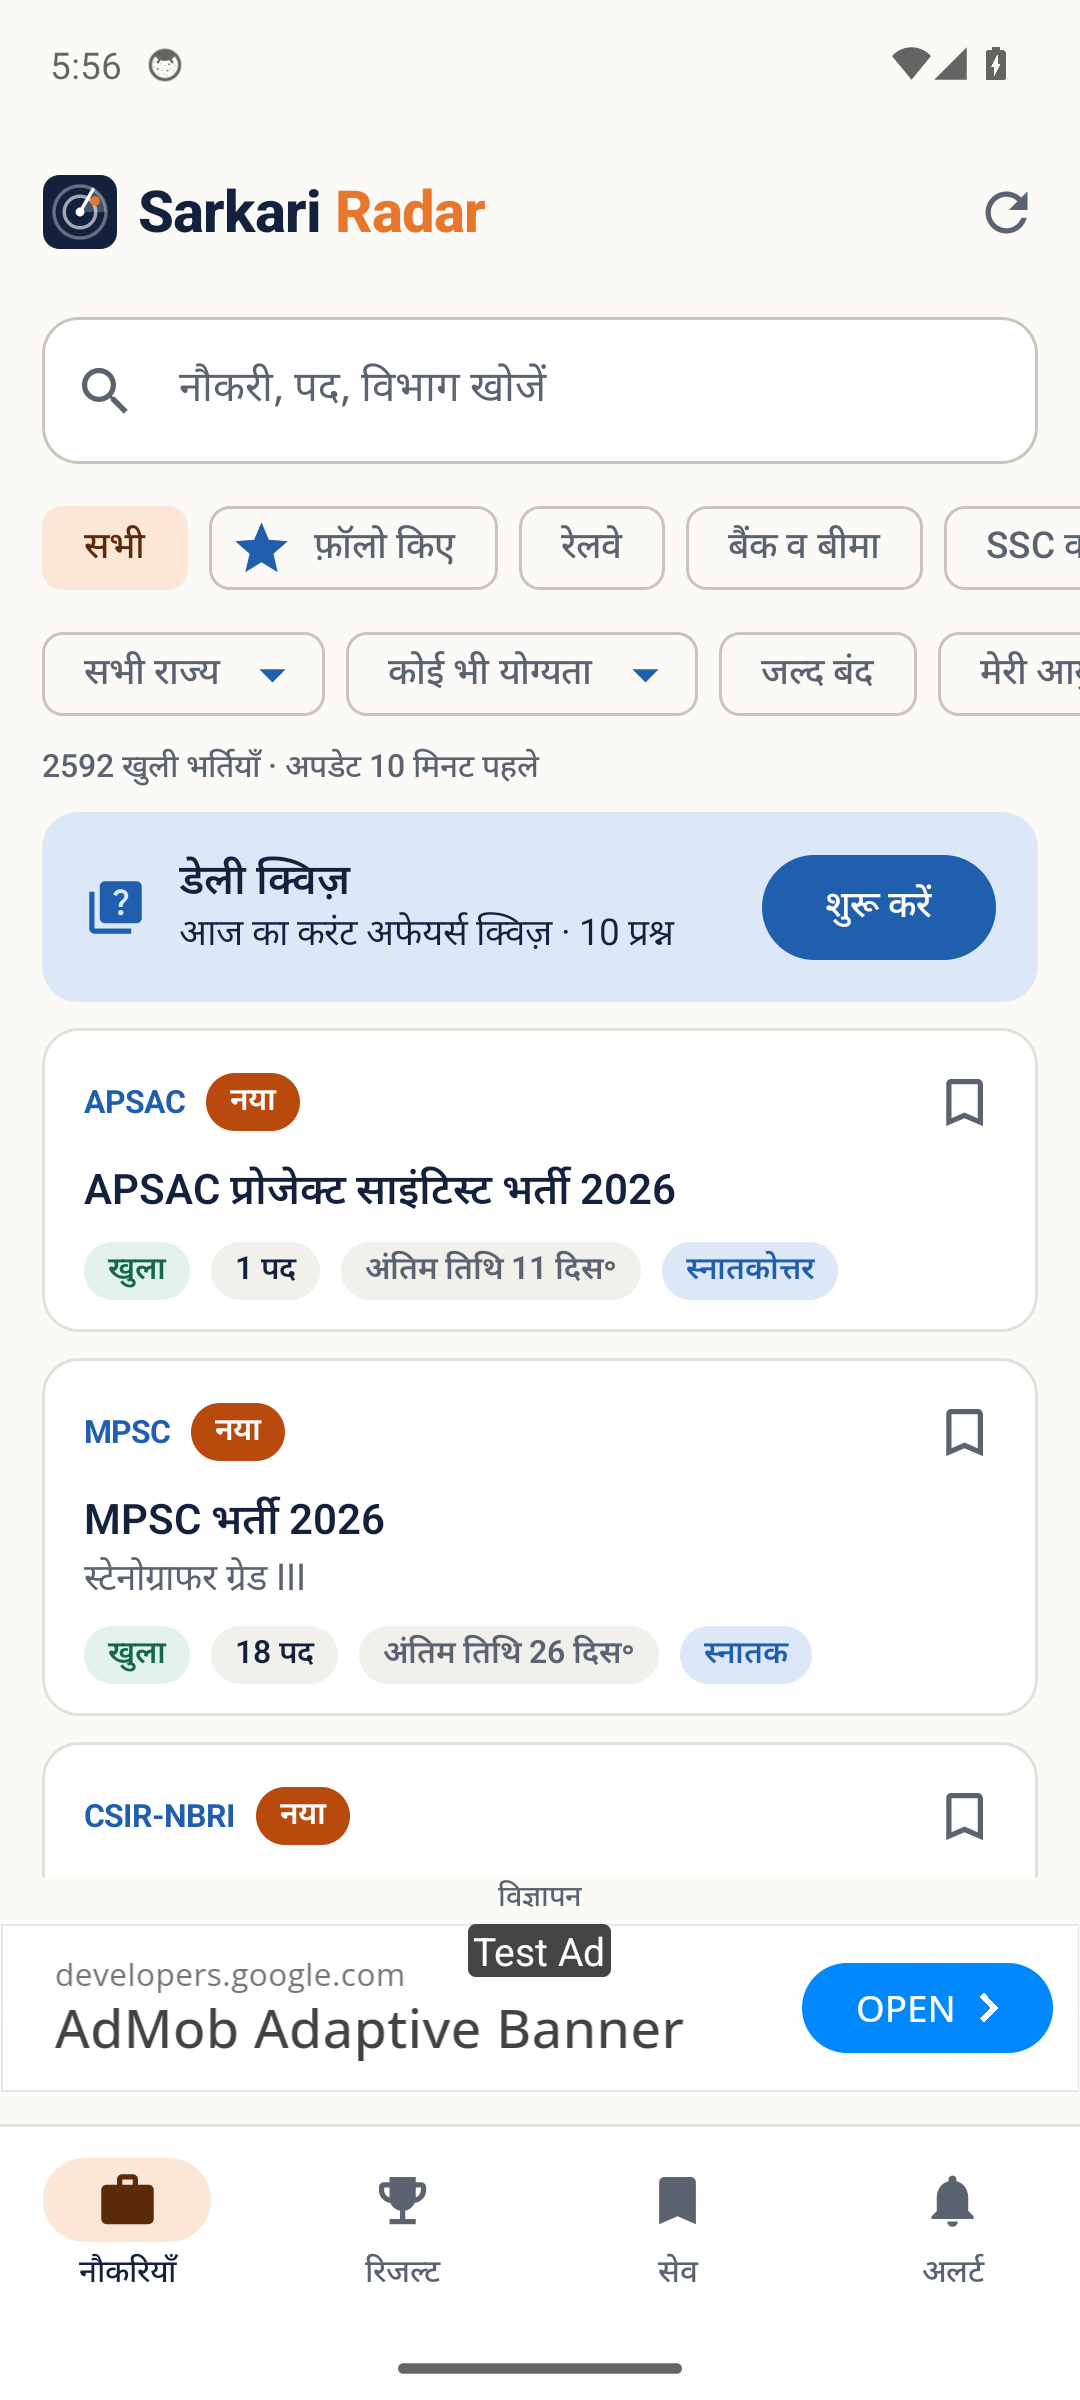 5:56
Sarkari Radar
नौकरी, पद, विभाग खोजें
सभी
फ़ॉलो किए
रेलवे
बैंक व बीमा
SSC व
सभी राज्य
कोई भी योग्यता
जल्द बंद
मेरी आयु
2592 खुली भर्तियाँ · अपडेट 10 मिनट पहले
डेली क्विज़
आज का करंट अफेयर्स क्विज़ · 10 प्रश्न
शुरू करें
APSAC नया
APSAC प्रोजेक्ट साइंटिस्ट भर्ती 2026
खुला 1 पद अंतिम तिथि 11 दिस॰ स्नातकोत्तर
MPSC नया
MPSC भर्ती 2026
स्टेनोग्राफर ग्रेड III
खुला 18 पद अंतिम तिथि 26 दिस॰ स्नातक
CSIR-NBRI नया
विज्ञापन
Test Ad
developers.google.com
AdMob Adaptive Banner
OPEN
नौकरियाँ
रिजल्ट
सेव
अलर्ट